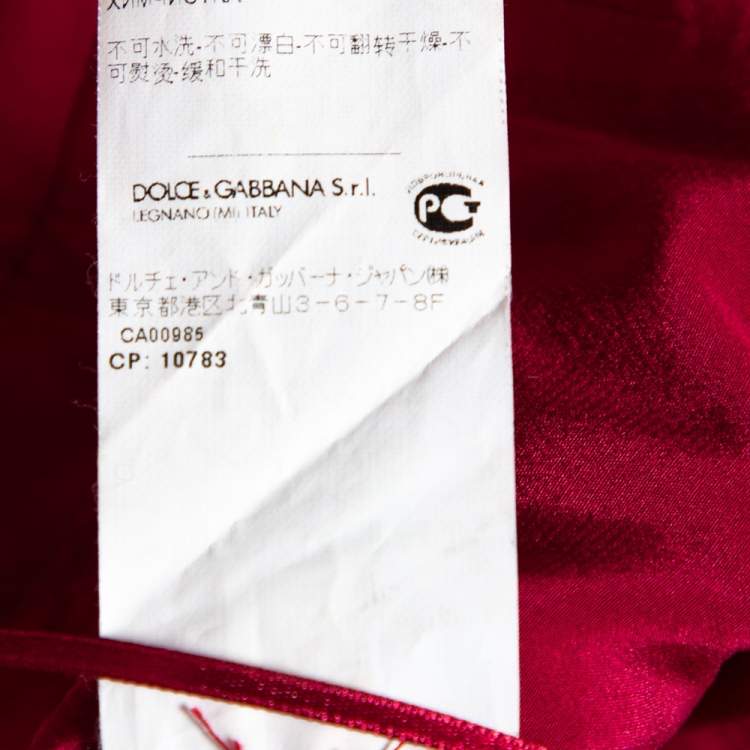 不可水洗-不可漂白-不可翻转干燥-不
可熨烫-缓和干洗
DOLCE & GABBANA S.r.l.
LEGNANO (MI) ITALY
РСТ
ドルチェ・アンド・ガッバーナ・ジャパン㈱
東京都港区北青山3-6-7-8F
CA00985
CP: 10783